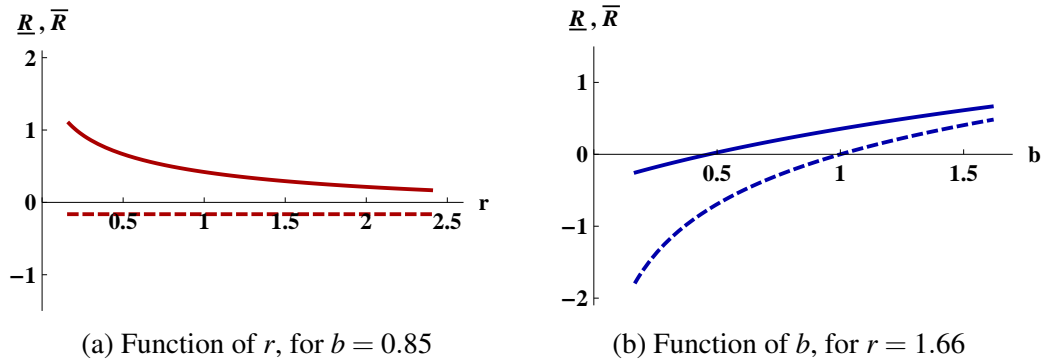 R, R
2
1
0
−1
0.5
1
1.5
2
2.5
r
R, R
1
0
−1
−2
0.5
1
1.5
b
(a) Function of r, for b = 0.85
(b) Function of b, for r = 1.66